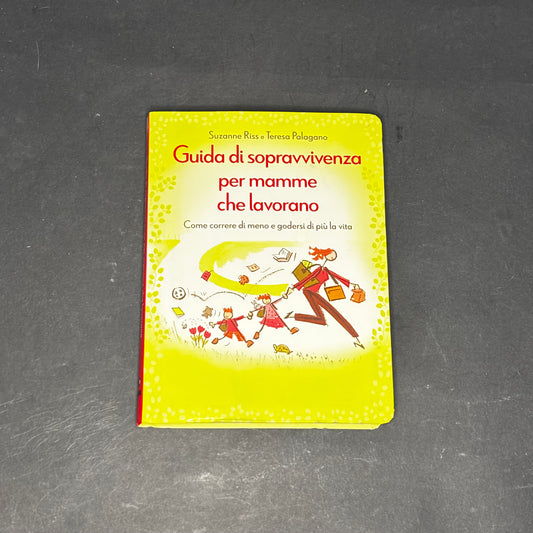 Suzanne Riss e Teresa Palagano
Guida di sopravvivenza
per mamme
che lavorano
Come correre di meno e godersi di più la vita